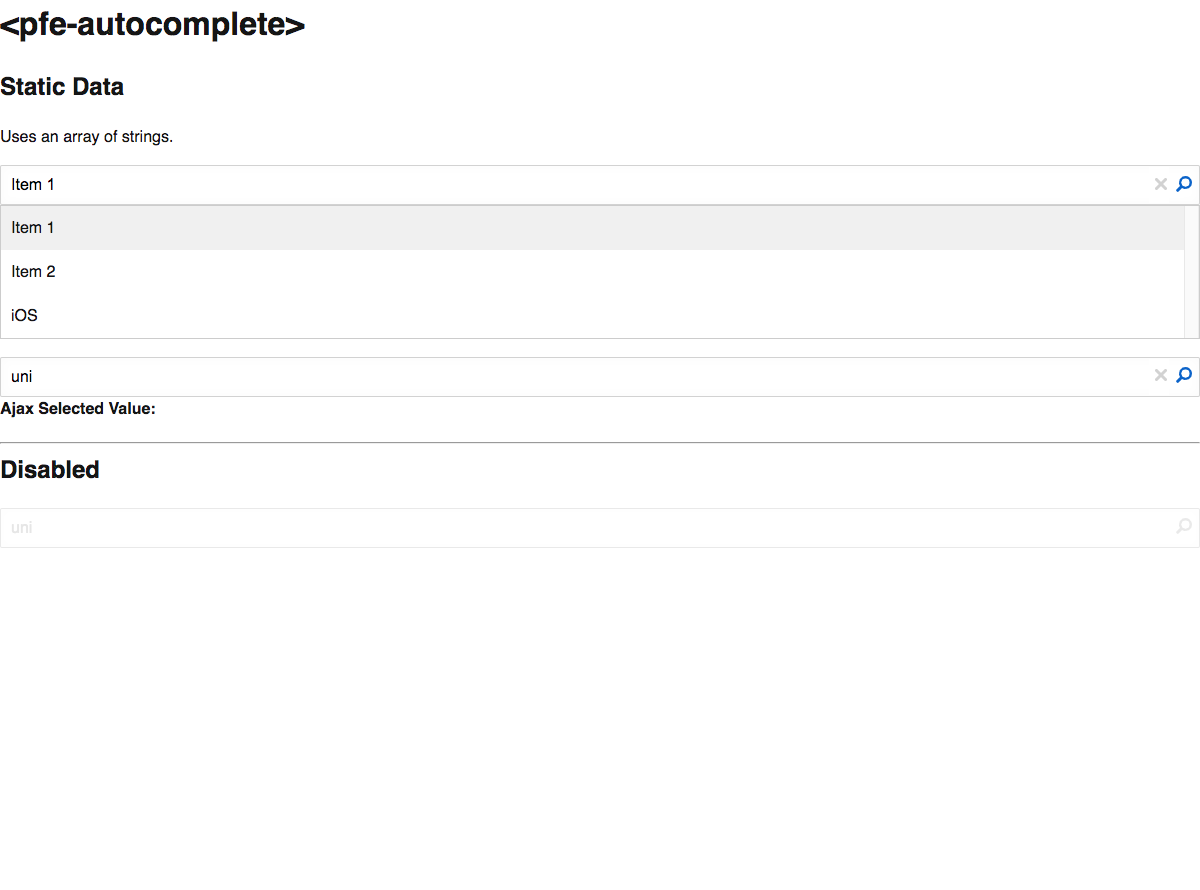 <pfe-autocomplete>
Static Data
Uses an array of strings.
Item 1
Item 1
Item 2
iOS
uni
Ajax Selected Value:
Disabled
uni